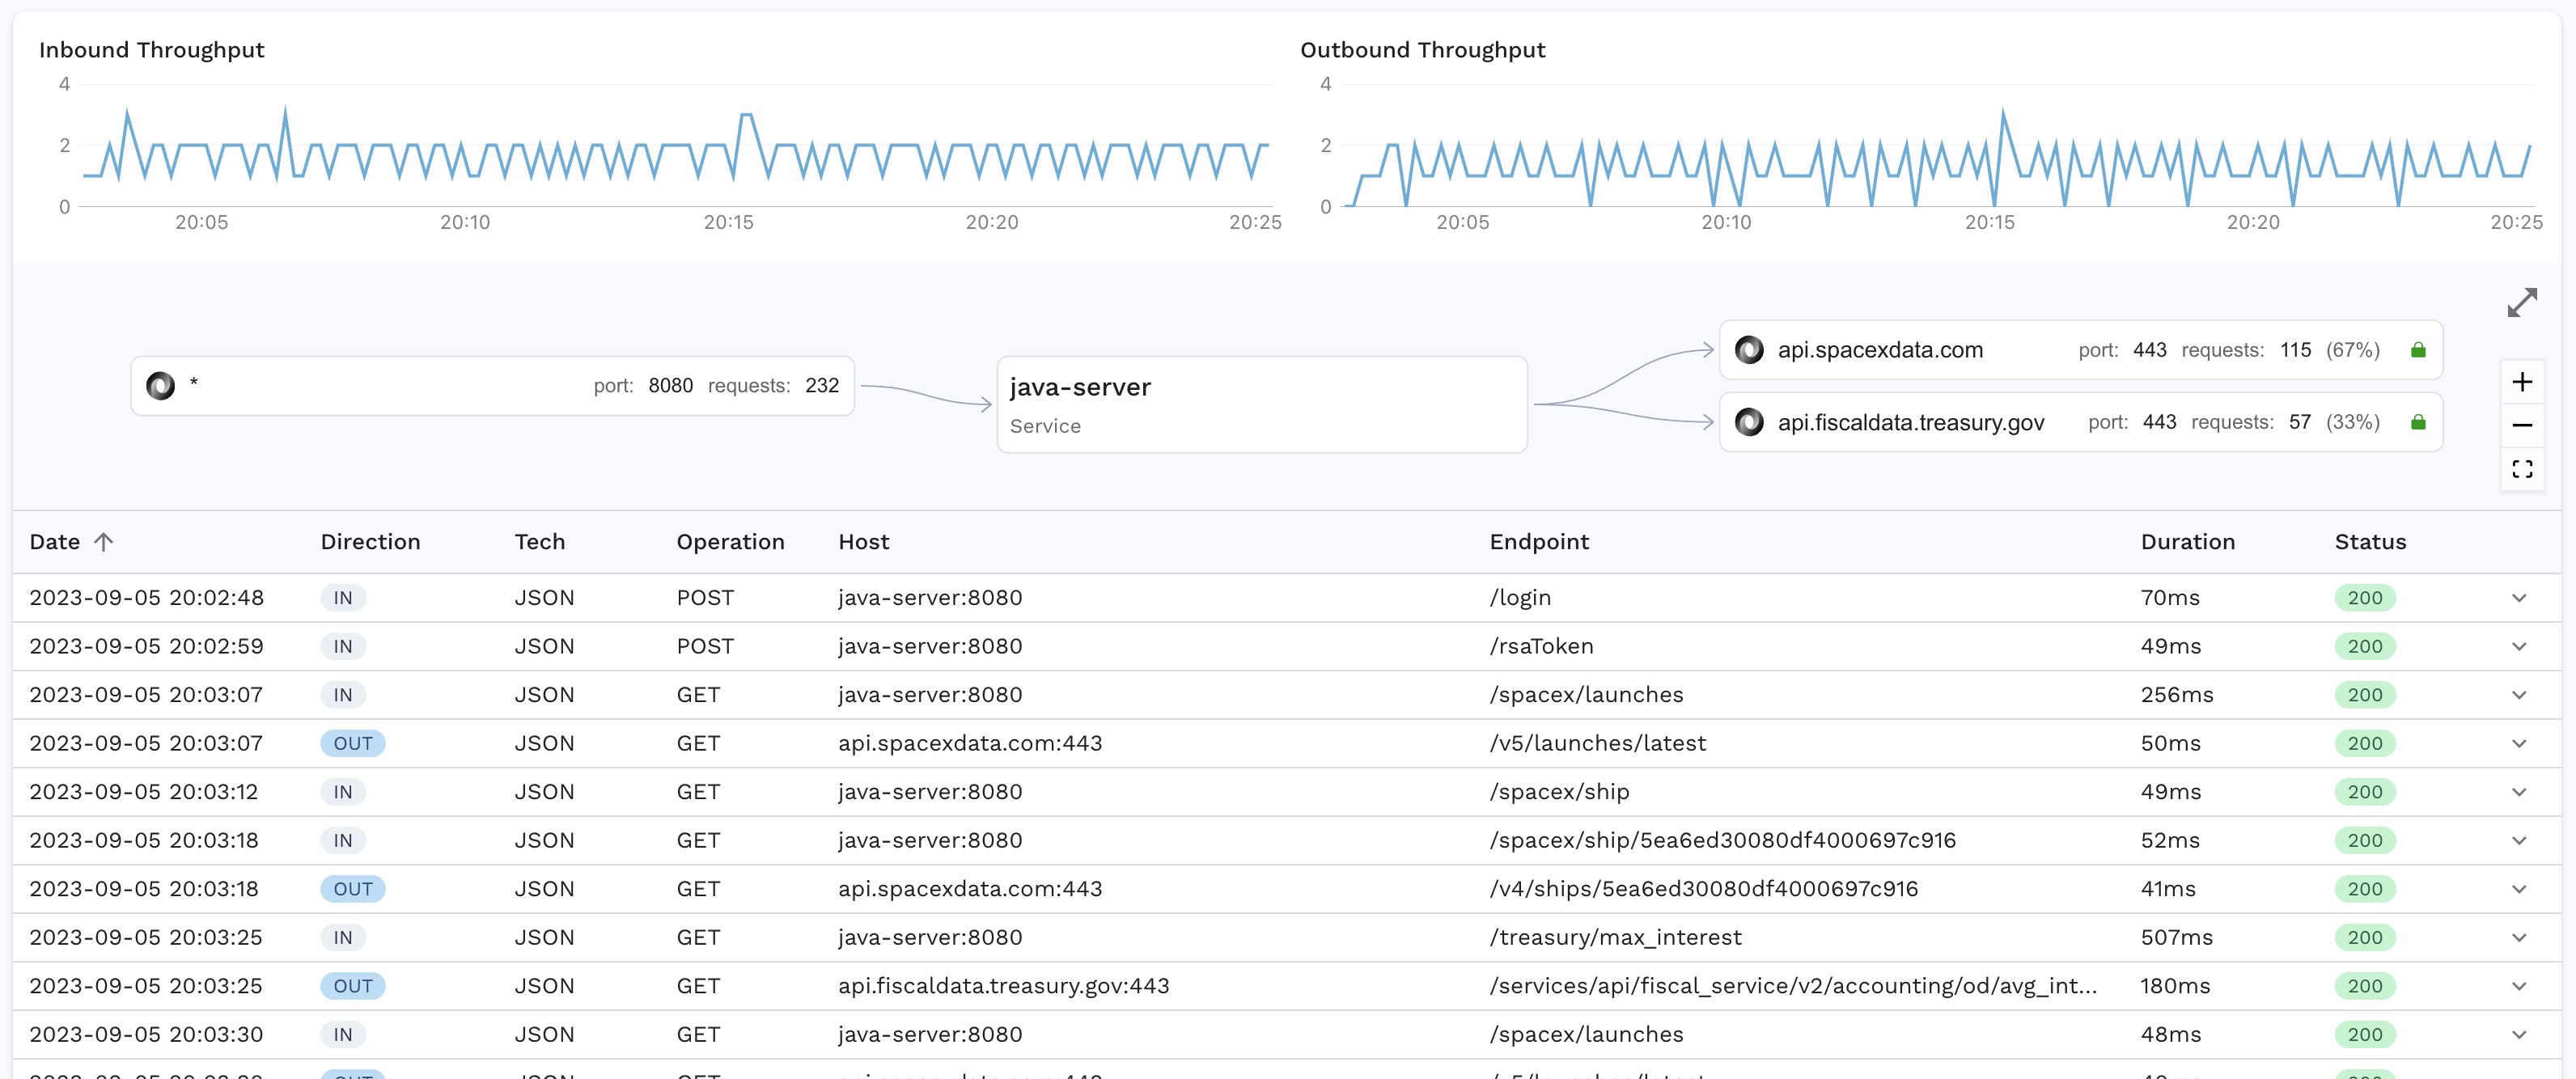 Inbound Throughput
4
2
0
20:05 20:10 20:15 20:20 20:25
Outbound Throughput
4
2
0
20:05 20:10 20:15 20:20 20:25
* port: 8080 requests: 232
java-server
Service
api.spacexdata.com port: 443 requests: 115 (67%)
api.fiscaldata.treasury.gov port: 443 requests: 57 (33%)
Date Direction Tech Operation Host Endpoint Duration Status
2023-09-05 20:02:48 IN JSON POST java-server:8080 /login 70ms 200
2023-09-05 20:02:59 IN JSON POST java-server:8080 /rsaToken 49ms 200
2023-09-05 20:03:07 IN JSON GET java-server:8080 /spacex/launches 256ms 200
2023-09-05 20:03:07 OUT JSON GET api.spacexdata.com:443 /v5/launches/latest 50ms 200
2023-09-05 20:03:12 IN JSON GET java-server:8080 /spacex/ship 49ms 200
2023-09-05 20:03:18 IN JSON GET java-server:8080 /spacex/ship/5ea6ed30080df4000697c916 52ms 200
2023-09-05 20:03:18 OUT JSON GET api.spacexdata.com:443 /v4/ships/5ea6ed30080df4000697c916 41ms 200
2023-09-05 20:03:25 IN JSON GET java-server:8080 /treasury/max_interest 507ms 200
2023-09-05 20:03:25 OUT JSON GET api.fiscaldata.treasury.gov:443 /services/api/fiscal_service/v2/accounting/od/avg_int... 180ms 200
2023-09-05 20:03:30 IN JSON GET java-server:8080 /spacex/launches 48ms 200